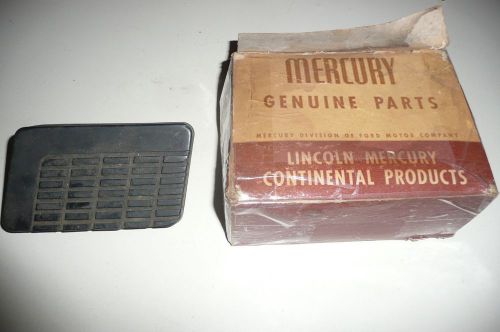 MERCURY
GENUINE PARTS
MERCURY DIVISION OF FORD MOTOR COMPANY
LINCOLN MERCURY
CONTINENTAL PRODUCTS